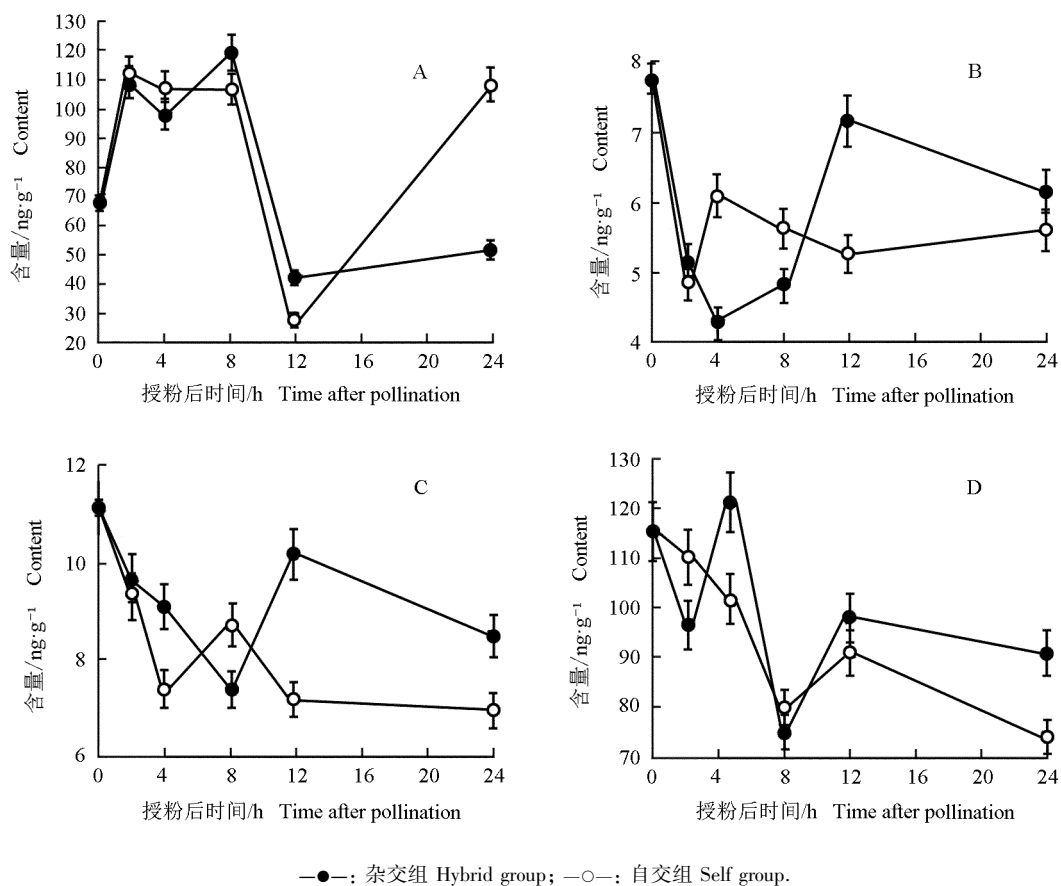 130
120
110
100
90
80
70
60
50
40
30
20
含量/ng·g⁻¹ Content
A
0 4 8 12 16 20 24
授粉后时间/h Time after pollination
8
7
6
5
4
含量/ng·g⁻¹ Content
B
0 4 8 12 16 20 24
授粉后时间/h Time after pollination
12
10
8
6
含量/ng·g⁻¹ Content
C
0 4 8 12 16 20 24
授粉后时间/h Time after pollination
130
120
110
100
90
80
70
含量/ng·g⁻¹ Content
D
0 4 8 12 16 20 24
授粉后时间/h Time after pollination
—●—: 杂交组 Hybrid group; —○—: 自交组 Self group.